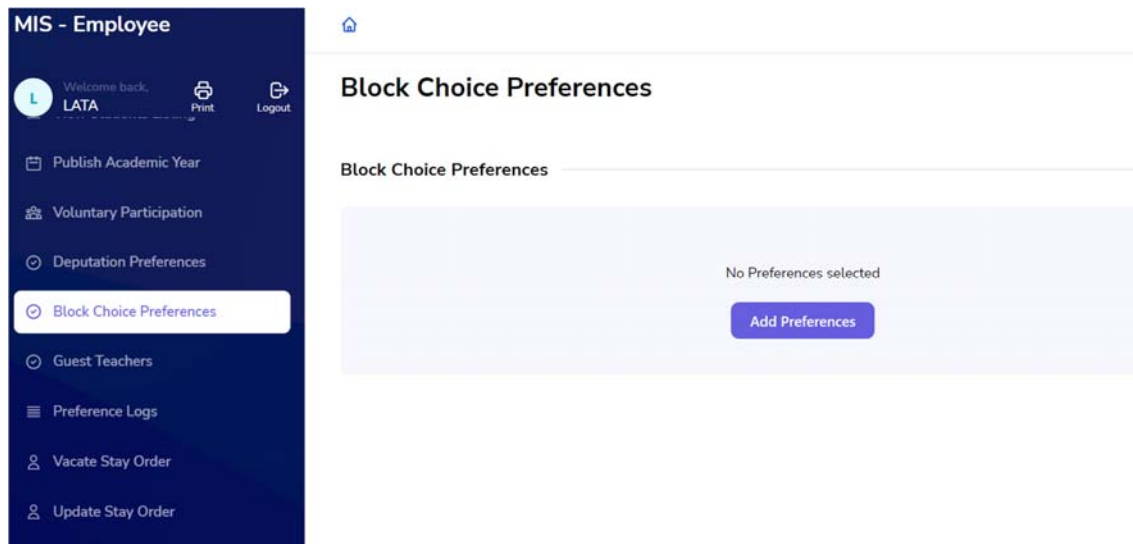 MIS - Employee
Welcome back,
LATA
Print
Logout
Publish Academic Year
Voluntary Participation
Deputation Preferences
Block Choice Preferences
Guest Teachers
Preference Logs
Vacate Stay Order
Update Stay Order
Block Choice Preferences
Block Choice Preferences
No Preferences selected
Add Preferences